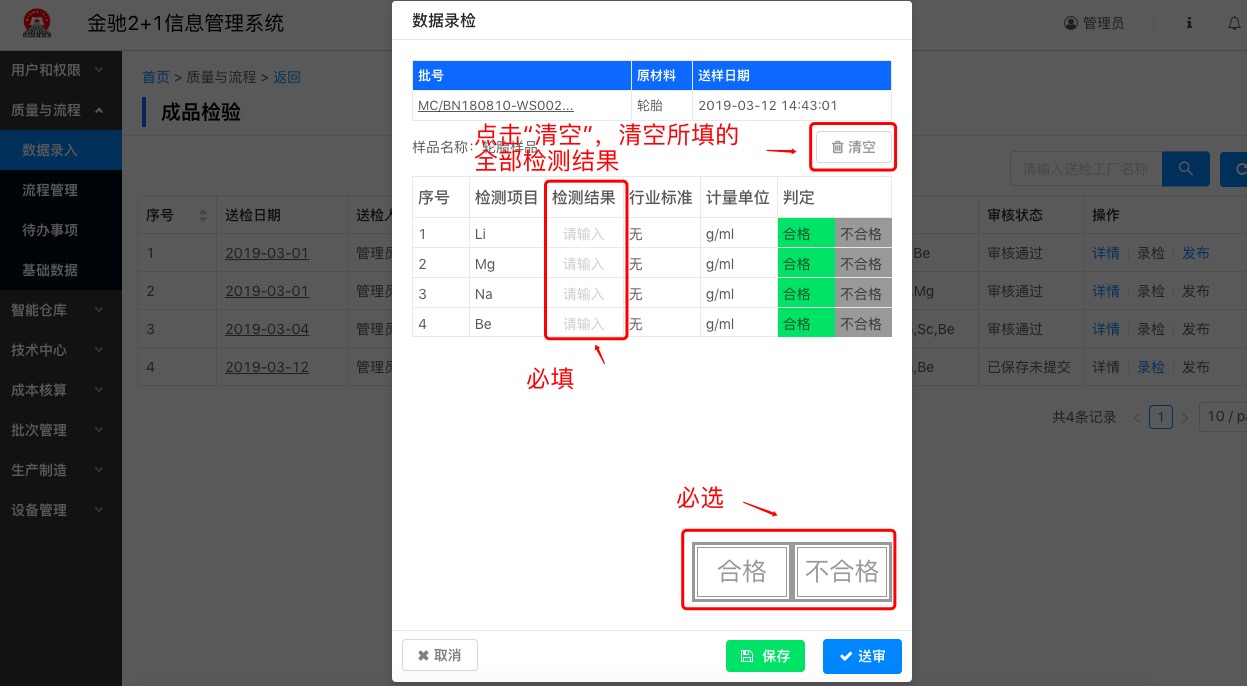 金驰2+1信息管理系统
管理员
用户和权限
质量与流程
数据录入
流程管理
待办事项
基础数据
智能仓库
技术中心
成本核算
批次管理
生产制造
设备管理
首页 > 质量与流程 > 返回
成品检验
请输入送检工厂名称
序号 送检日期 送检人 审核状态 操作
1 2019-03-01 管理员 Be 审核通过 详情 录检 发布
2 2019-03-01 管理员 ,Mg 审核通过 详情 录检 发布
3 2019-03-04 管理员 ,Sc,Be 审核通过 详情 录检 发布
4 2019-03-12 管理员 ,Be 已保存未提交 详情 录检 发布
共4条记录 < 1 > 10 / p
数据录检
批号 原材料 送样日期
MC/BN180810-WS002... 轮胎 2019-03-12 14:43:01
点击“清空”，清空所填的
全部检测结果
样品名称: 轮胎样品
清空
序号 检测项目 检测结果 行业标准 计量单位 判定
1 Li 请输入 无 g/ml 合格 不合格
2 Mg 请输入 无 g/ml 合格 不合格
3 Na 请输入 无 g/ml 合格 不合格
4 Be 请输入 无 g/ml 合格 不合格
必填
必选
合格 不合格
取消 保存 送审